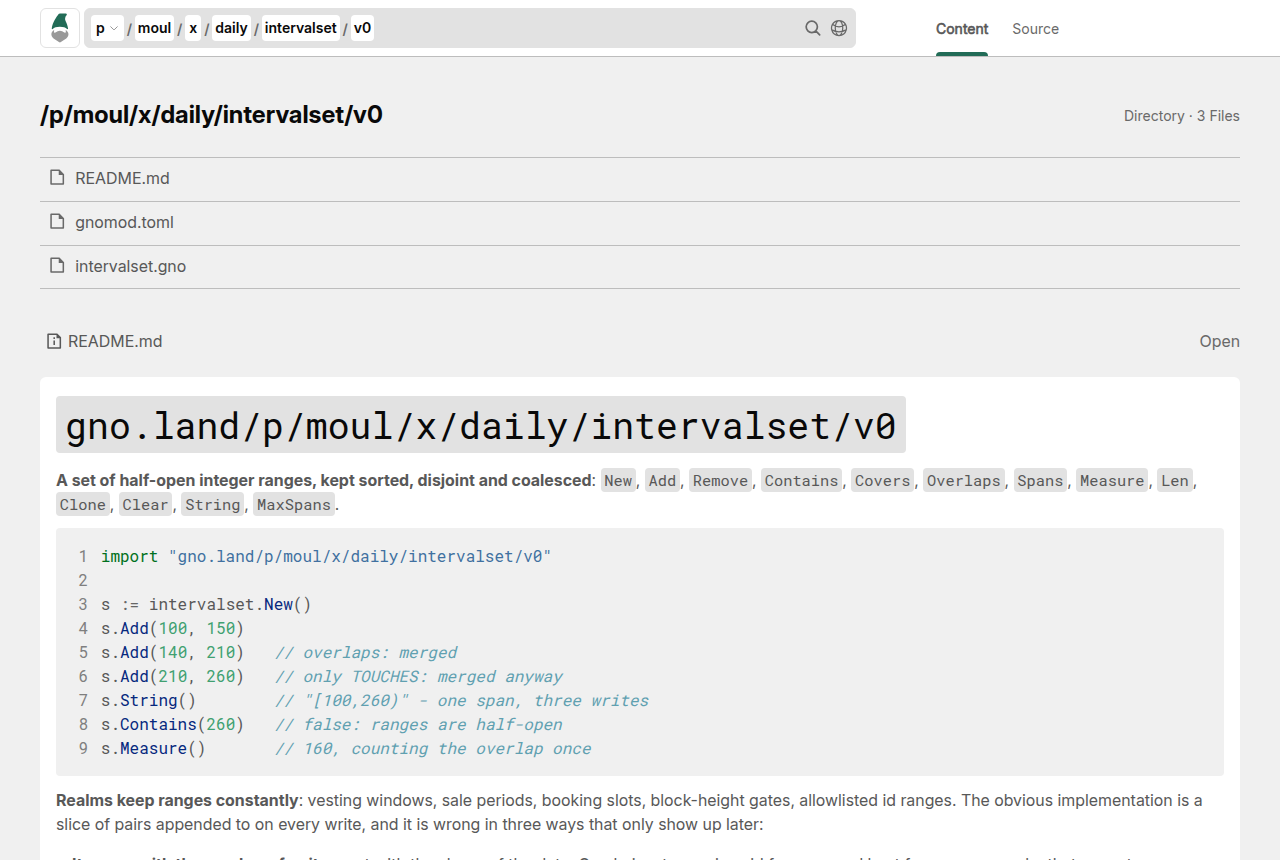 p / moul / x / daily / intervalset / v0
Content
Source
/p/moul/x/daily/intervalset/v0
Directory · 3 Files
README.md
gnomod.toml
intervalset.gno
README.md
Open
gno.land/p/moul/x/daily/intervalset/v0
A set of half-open integer ranges, kept sorted, disjoint and coalesced: New, Add, Remove, Contains, Covers, Overlaps, Spans, Measure, Len,
Clone, Clear, String, MaxSpans.
1 import "gno.land/p/moul/x/daily/intervalset/v0"
2
3 s := intervalset.New()
4 s.Add(100, 150)
5 s.Add(140, 210) // overlaps: merged
6 s.Add(210, 260) // only TOUCHES: merged anyway
7 s.String() // "[100,260)" - one span, three writes
8 s.Contains(260) // false: ranges are half-open
9 s.Measure() // 160, counting the overlap once
Realms keep ranges constantly: vesting windows, sale periods, booking slots, block-height gates, allowlisted id ranges. The obvious implementation is a
slice of pairs appended to on every write, and it is wrong in three ways that only show up later: